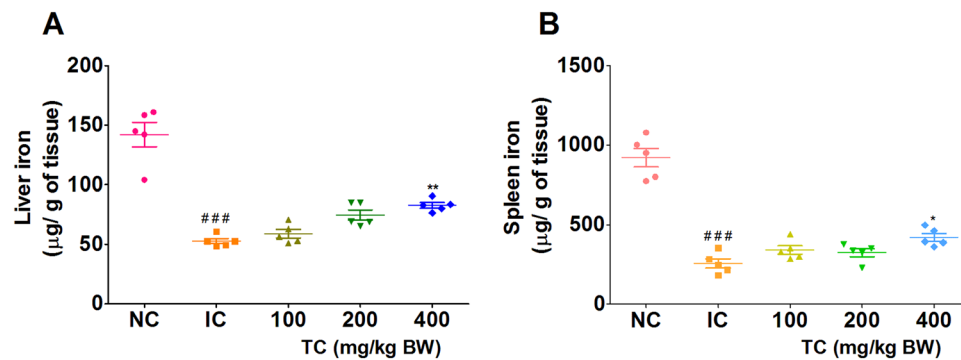 A
Liver iron
(μg/ g of tissue)
200
150
100
50
0
###
**
NC IC 100 200 400
TC (mg/kg BW)
B
Spleen iron
(μg/ g of tissue)
1500
1000
500
0
###
*
NC IC 100 200 400
TC (mg/kg BW)